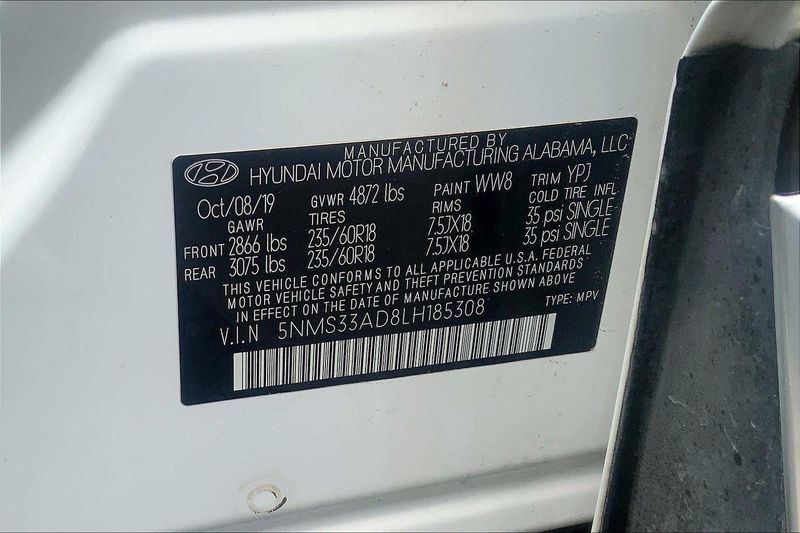 MANUFACTURED BY
HYUNDAI MOTOR MANUFACTURING ALABAMA, LLC
Oct/08/19 GVWR 4872 lbs PAINT WW8 TRIM YPJ
GAWR TIRES RIMS COLD TIRE INFL
FRONT 2866 lbs 235/60R18 7.5JX18 35 psi SINGLE
REAR 3075 lbs 235/60R18 7.5JX18 35 psi SINGLE
THIS VEHICLE CONFORMS TO ALL APPLICABLE U.S.A. FEDERAL
MOTOR VEHICLE SAFETY AND THEFT PREVENTION STANDARDS
IN EFFECT ON THE DATE OF MANUFACTURE SHOWN ABOVE
V.I.N 5NMS33AD8LH185308 TYPE: MPV